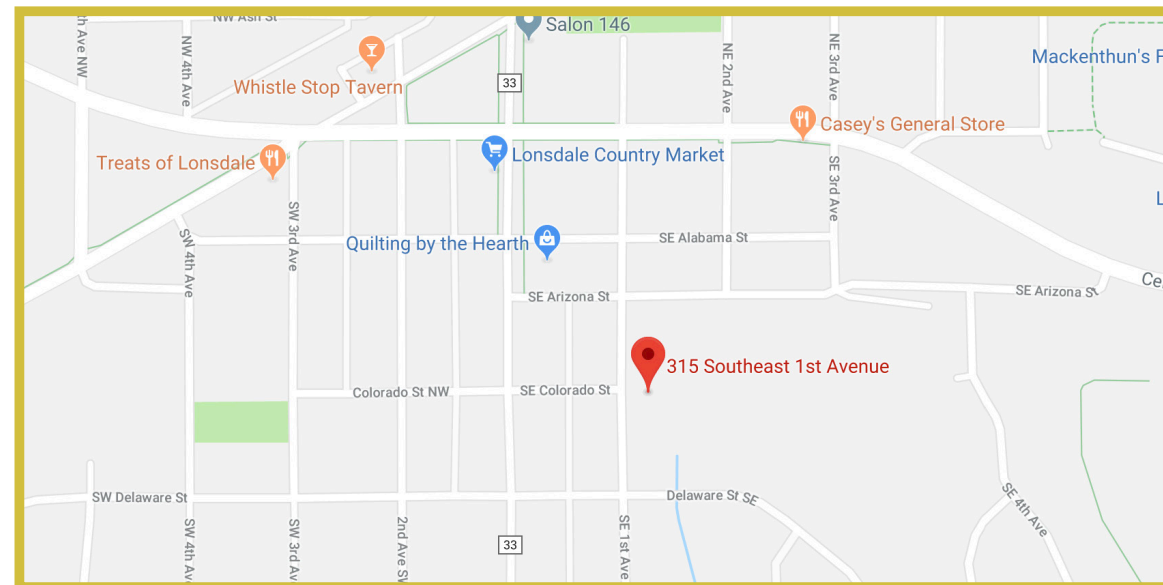 NW Ash St
Salon 146
th Ave NW
NW 4th Ave
Whistle Stop Tavern
33
NE 2nd Ave
NE 3rd Ave
Mackenthun's F
Casey's General Store
Treats of Lonsdale
Lonsdale Country Market
SE 3rd Ave
L
SW 3rd Ave
SW 4th Ave
Quilting by the Hearth
SE Alabama St
SE Arizona St
SE Arizona St
Ce
315 Southeast 1st Avenue
Colorado St NW
SE Colorado St
SW Delaware St
Delaware St SE
SW 4th Av
SW 3rd Av
2nd Ave SW
33
SE 1st Ave
SE 4th Ave